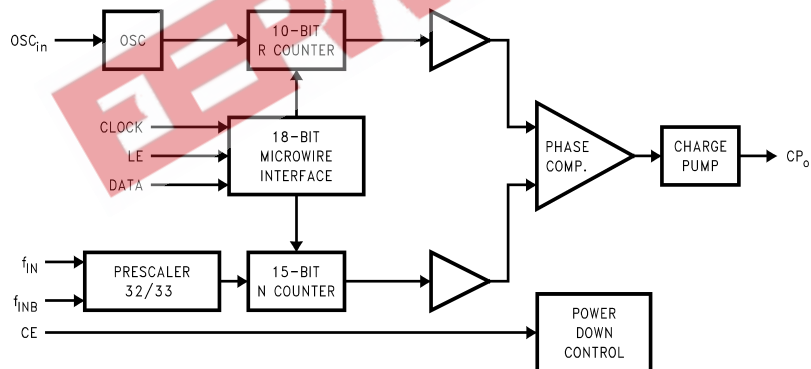 OSCin
OSC
10-BIT
R COUNTER
CLOCK
LE
DATA
18-BIT
MICROWIRE
INTERFACE
PHASE
COMP.
CHARGE
PUMP
CPo
fIN
fINB
PRESCALER
32/33
15-BIT
N COUNTER
CE
POWER
DOWN
CONTROL